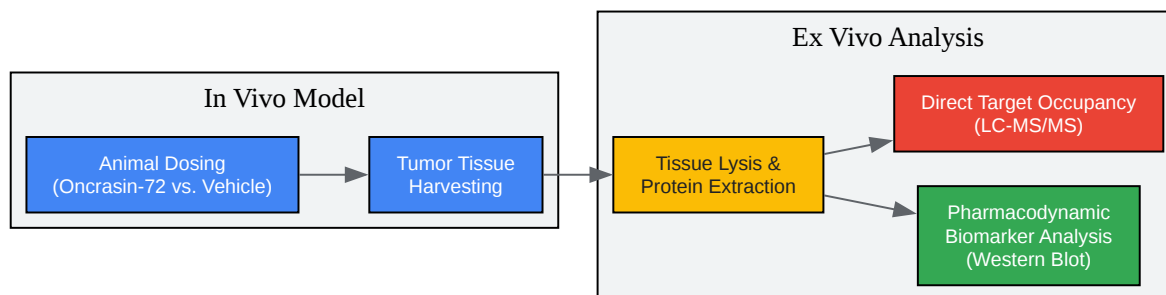 In Vivo Model
Animal Dosing
(Oncrasin-72 vs. Vehicle)
Tumor Tissue
Harvesting
Ex Vivo Analysis
Tissue Lysis &
Protein Extraction
Direct Target Occupancy
(LC-MS/MS)
Pharmacodynamic
Biomarker Analysis
(Western Blot)